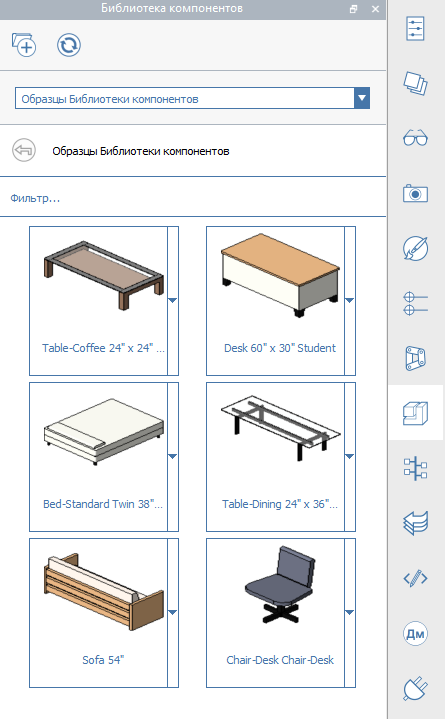 Библиотека компонентов
Образцы Библиотеки компонентов
Образцы Библиотеки компонентов
Фильтр...
Table-Coffee 24" x 24" ...
Desk 60" x 30" Student
Bed-Standard Twin 38"...
Table-Dining 24" x 36"...
Sofa 54"
Chair-Desk Chair-Desk
Дм